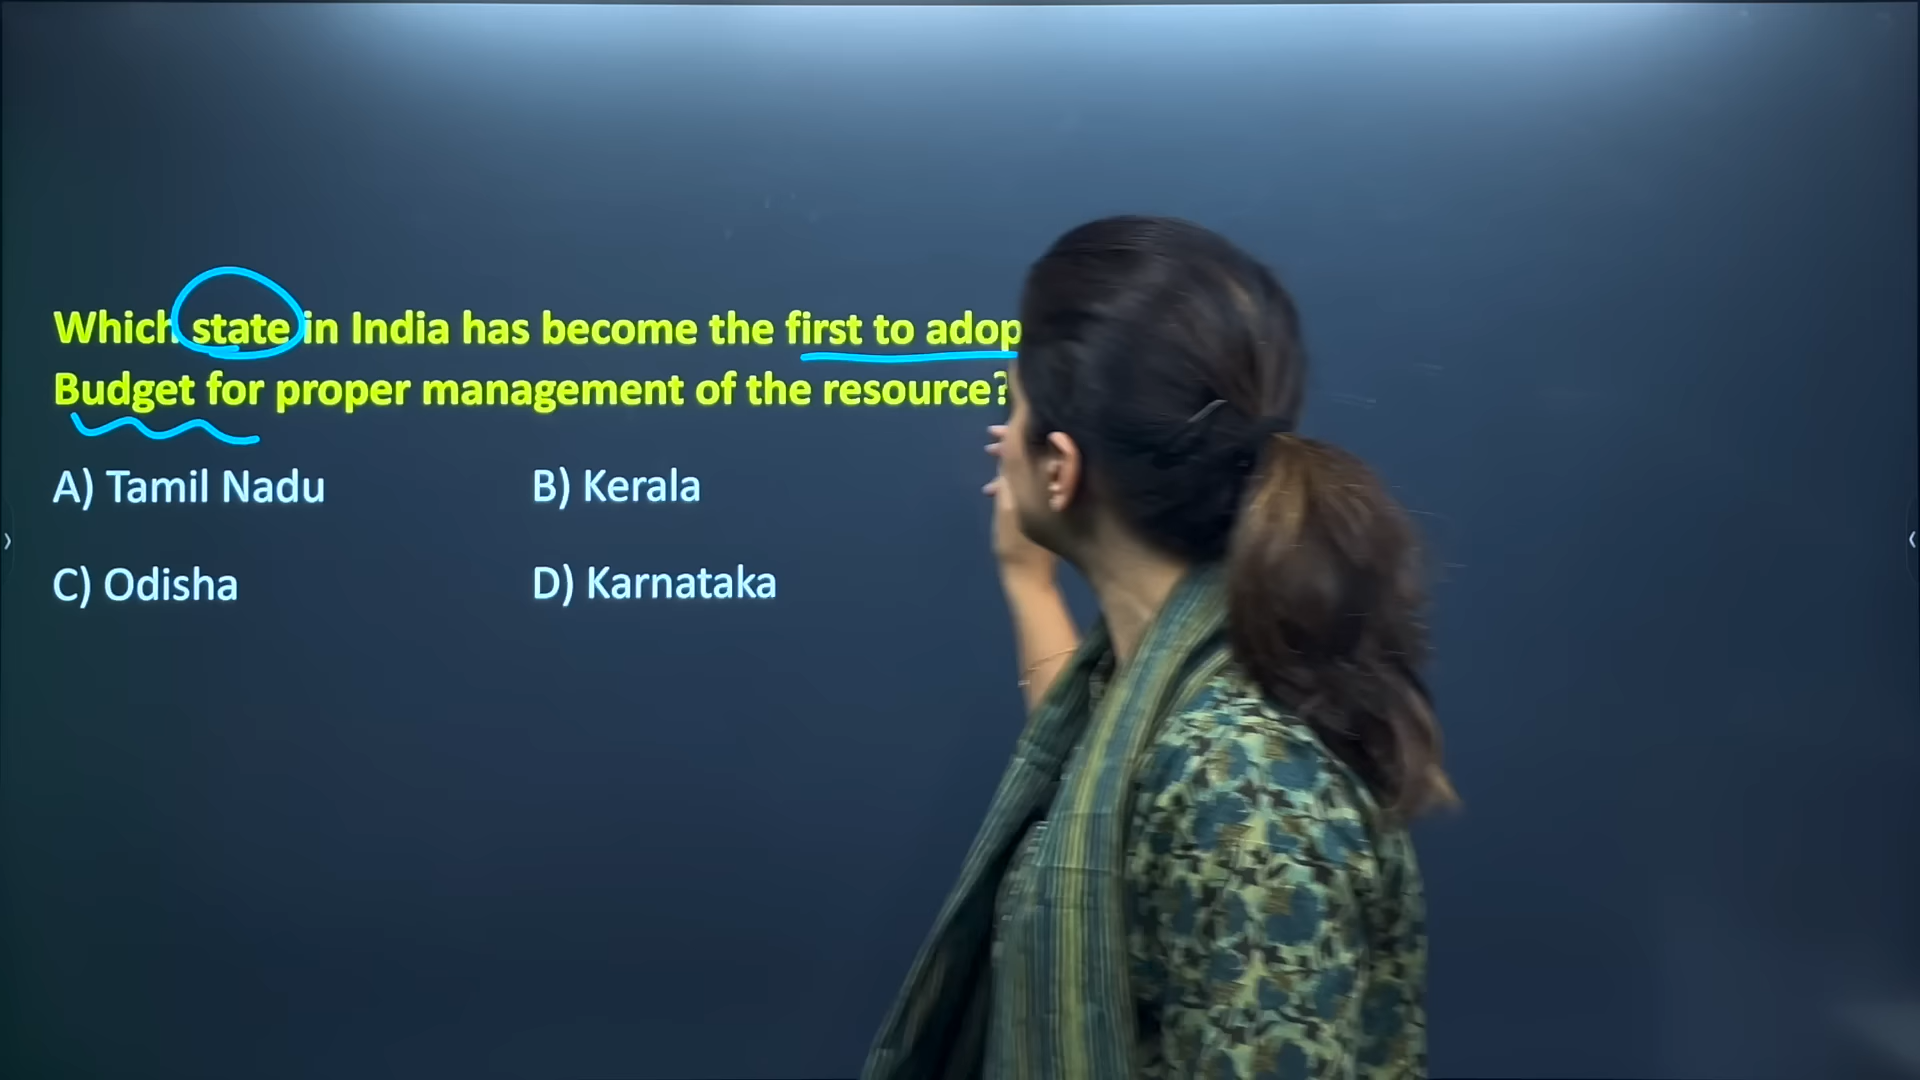 Which state in India has become the first to
Budget for proper management of the resource?
A) Tamil Nadu
B) Kerala
C) Odisha
D) Karnataka